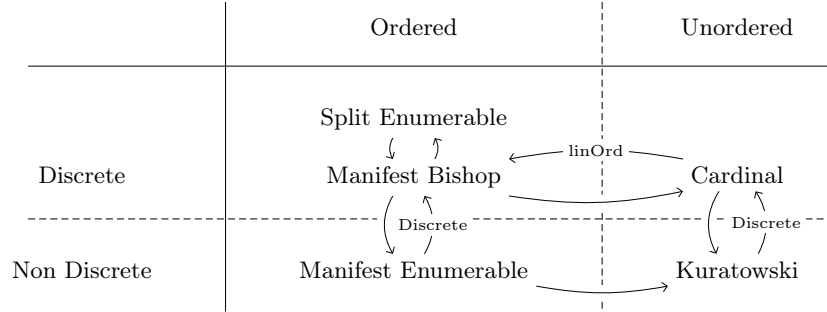 Ordered Unordered
Split Enumerable
linOrd
Discrete Manifest Bishop Cardinal
Discrete Discrete
Non Discrete Manifest Enumerable Kuratowski